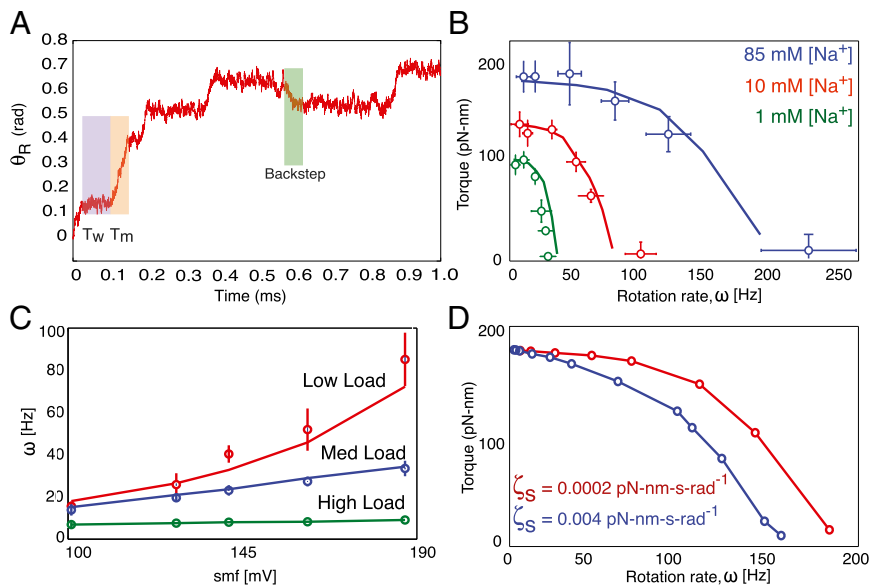 A
θR (rad)
0.8
0.7
0.6
0.5
0.4
0.3
0.2
0.1
0
Tw Tm
Backstep
0 0.1 0.2 0.3 0.4 0.5 0.6 0.7 0.8 0.9 1.0
Time (ms)
B
Torque (pN-nm)
200
100
0
85 mM [Na+]
10 mM [Na+]
1 mM [Na+]
0 50 100 150 200 250
Rotation rate, ω [Hz]
C
ω [Hz]
100
80
60
40
20
0
Low Load
Med Load
High Load
100 145 190
smf [mV]
D
Torque (pN-nm)
200
100
0
ζs = 0.0002 pN-nm-s-rad-1
ζs = 0.004 pN-nm-s-rad-1
0 50 100 150 200
Rotation rate, ω [Hz]